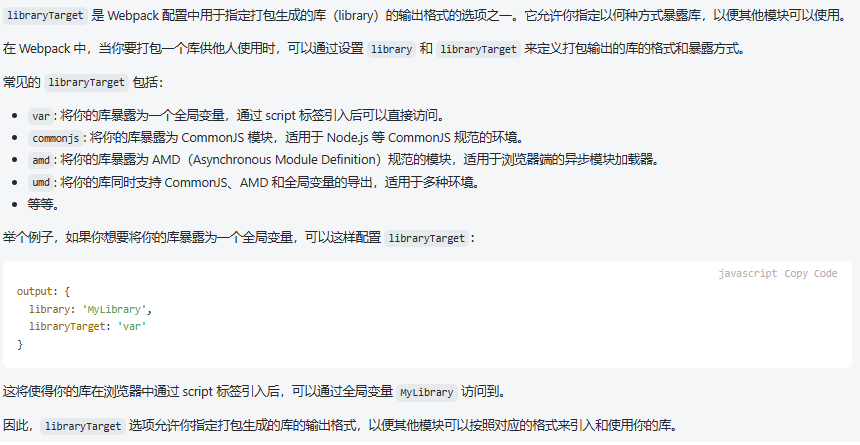 libraryTarget 是 Webpack 配置中用于指定打包生成的库（library）的输出格式的选项之一。它允许你指定以何种方式暴露库，以便其他模块可以使用。
在 Webpack 中，当你要打包一个库供他人使用时，可以通过设置 library 和 libraryTarget 来定义打包输出的库的格式和暴露方式。
常见的 libraryTarget 包括：
• var：将你的库暴露为一个全局变量，通过 script 标签引入后可以直接访问。
• commonjs：将你的库暴露为 CommonJS 模块，适用于 Node.js 等 CommonJS 规范的环境。
• amd：将你的库暴露为 AMD（Asynchronous Module Definition）规范的模块，适用于浏览器端的异步模块加载器。
• umd：将你的库同时支持 CommonJS、AMD 和全局变量的导出，适用于多种环境。
• 等等。
举个例子，如果你想要将你的库暴露为一个全局变量，可以这样配置 libraryTarget：
javascript Copy Code
output: {
  library: 'MyLibrary',
  libraryTarget: 'var'
}
这将使得你的库在浏览器中通过 script 标签引入后，可以通过全局变量 MyLibrary 访问到。
因此，libraryTarget 选项允许你指定打包生成的库的输出格式，以便其他模块可以按照对应的格式来引入和使用你的库。